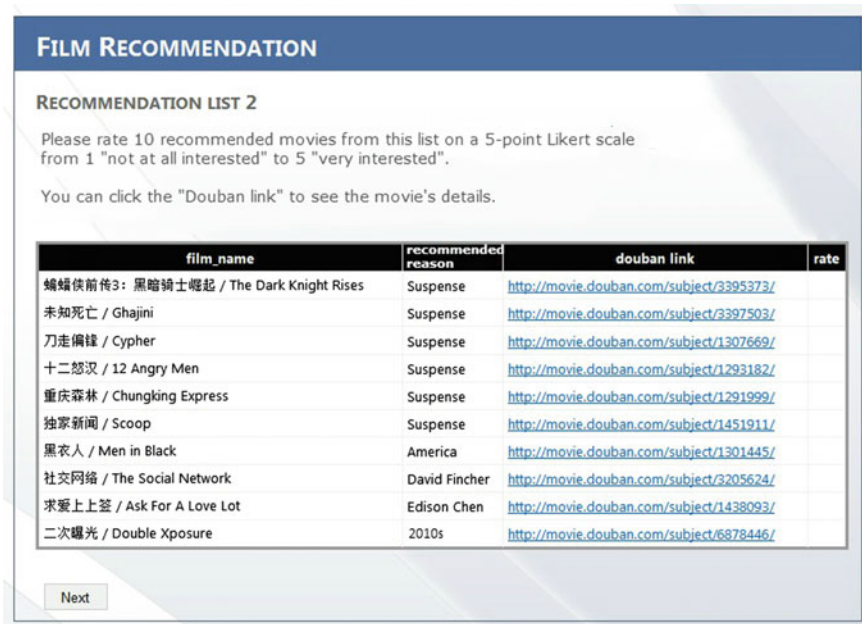 FILM RECOMMENDATION
RECOMMENDATION LIST 2
Please rate 10 recommended movies from this list on a 5-point Likert scale
from 1 "not at all interested" to 5 "very interested".
You can click the "Douban link" to see the movie's details.
film_name recommended reason douban link rate
蝙蝠侠前传3：黑暗骑士崛起 / The Dark Knight Rises Suspense http://movie.douban.com/subject/3395373/
未知死亡 / Ghajini Suspense http://movie.douban.com/subject/3397503/
刀走偏锋 / Cypher Suspense http://movie.douban.com/subject/1307669/
十二怒汉 / 12 Angry Men Suspense http://movie.douban.com/subject/1293182/
重庆森林 / Chungking Express Suspense http://movie.douban.com/subject/1291999/
独家新闻 / Scoop Suspense http://movie.douban.com/subject/1451911/
黑衣人 / Men in Black America http://movie.douban.com/subject/1301445/
社交网络 / The Social Network David Fincher http://movie.douban.com/subject/3205624/
求爱上上签 / Ask For A Love Lot Edison Chen http://movie.douban.com/subject/1438093/
二次曝光 / Double Xposure 2010s http://movie.douban.com/subject/6878446/
Next